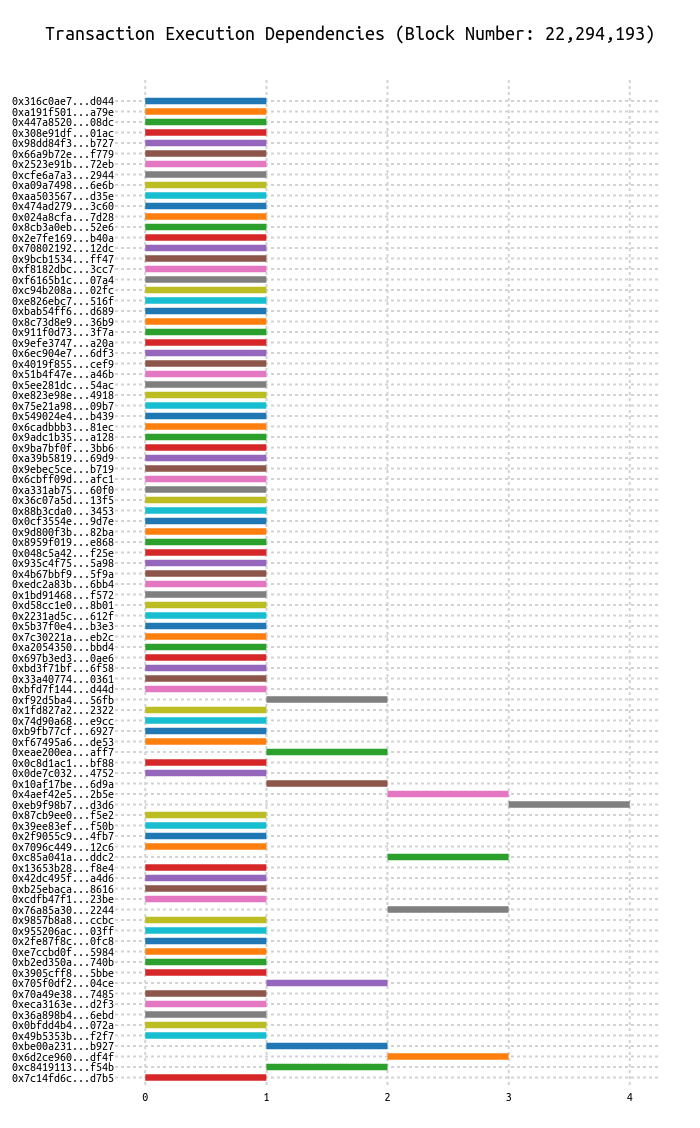 Transaction Execution Dependencies (Block Number: 22,294,193)
0x316c0ae7...d044
0xa191f501...a79e
0x447a8520...08dc
0x308e91df...01ac
0x98dd84f3...b727
0x66a9b72e...f779
0x2523e91b...72eb
0xcfe6a7a3...2944
0xa09a7498...6e6b
0xaa503567...d35e
0x474ad279...3c60
0x024a8cfa...7d28
0x8cb3a0eb...52e6
0x2e7fe169...b40a
0x70802192...12dc
0x9bcb1534...ff47
0xf8182dbc...3cc7
0xf6165b1c...07a4
0xc94b208a...02fc
0xe826ebc7...516f
0xbab54ff6...d689
0x8c73d8e9...36b9
0x911f0d73...3f7a
0x9efe3747...a20a
0x6ec904e7...6df3
0x4019f855...cef9
0x51b4f47e...a46b
0x5ee281dc...54ac
0xe823e98e...4918
0x75e21a98...09b7
0x549024e4...b439
0x6cadbbb3...81ec
0x9adc1b35...a128
0x9ba7bf0f...3bb6
0xa39b5819...69d9
0x9ebec5ce...b719
0x6cbff09d...afc1
0xa331ab75...60f0
0x36c07a5d...13f5
0x88b3cda0...3453
0x0cf3554e...9d7e
0x9d800f3b...82ba
0x8959f019...e868
0x048c5a42...f25e
0x935c4f75...5a98
0x4b67bbf9...5f9a
0xedc2a83b...6bb4
0x1bd91468...f572
0xd58cc1e0...8b01
0x2231ad5c...612f
0x5b37f0e4...b3e3
0x7c30221a...eb2c
0xa2054350...bbd4
0x697b3ed3...0ae6
0xbd3f71bf...6f58
0x33a40774...0361
0xbfd7f144...d44d
0xf92d5ba4...56fb
0x1fd827a2...2322
0x74d90a68...e9cc
0xb9fb77cf...6927
0xf67495a6...de53
0xeae200ea...aff7
0x0c8d1ac1...bf88
0x0de7c032...4752
0x10af17be...6d9a
0x4aef42e5...2b5e
0xeb9f98b7...d3d6
0x87cb9ee0...f5e2
0x39ee83ef...f50b
0x2f9055c9...4fb7
0x7096c449...12c6
0xc85a041a...ddc2
0x13653b28...f8e4
0x42dc495f...a4d6
0xb25ebaca...8616
0xcdfb47f1...23be
0x76a85a30...2244
0x9857b8a8...ccbc
0x955206ac...03ff
0x2fe87f8c...0fc8
0xe7ccbd0f...5984
0xb2ed350a...740b
0x3905cff8...5bbe
0x705f0df2...04ce
0x70a49e38...7485
0xeca3163e...d2f3
0x36a898b4...6ebd
0x0bfdd4b4...072a
0x49b5353b...f2f7
0xbe00a231...b927
0x6d2ce960...df4f
0xc8419113...f54b
0x7c14fd6c...d7b5
0 1 2 3 4